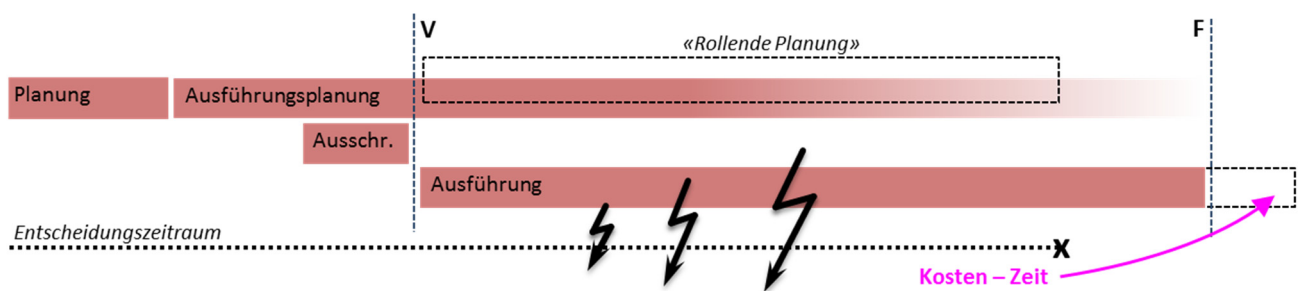 V
F
«Rollende Planung»
Planung
Ausführungsplanung
Ausschr.
Ausführung
Entscheidungszeitraum
X
Kosten – Zeit